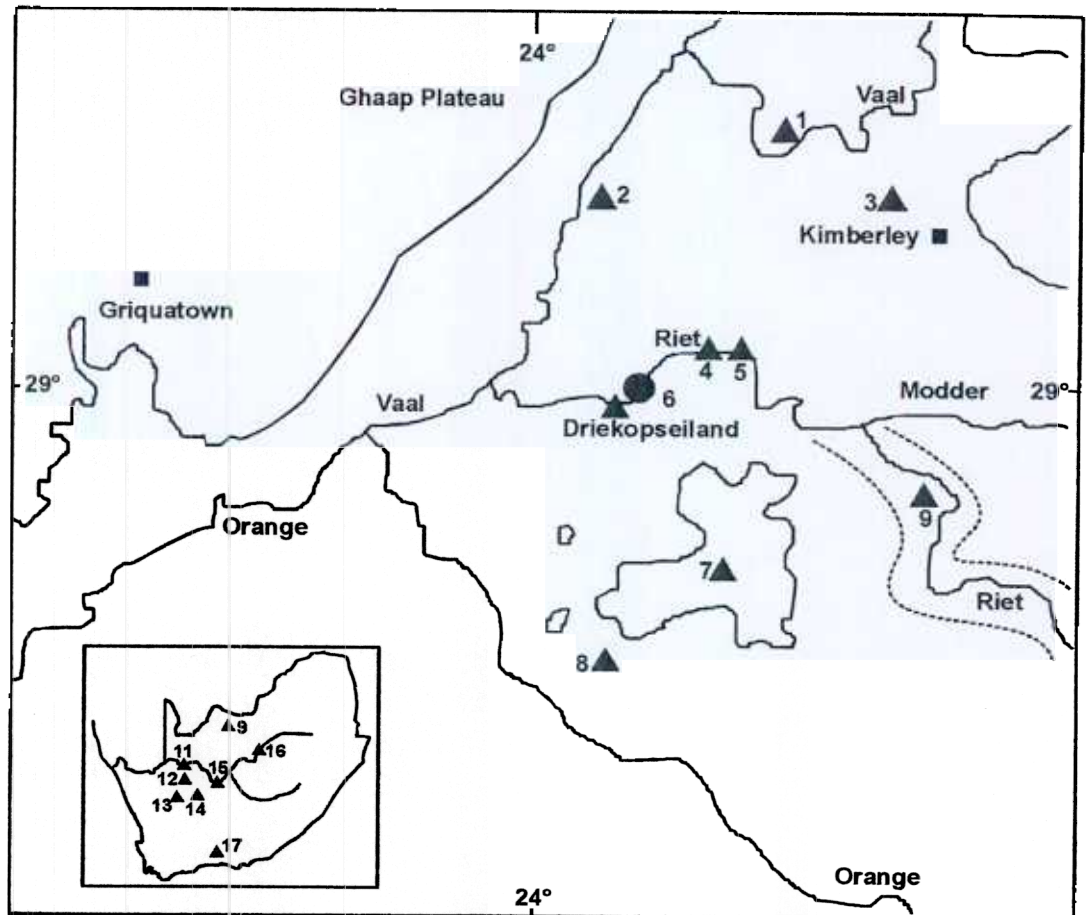 24°
Ghaap Plateau
Vaal
1
2
3
Kimberley
Griquatown
Riet
4
5
29°
Vaal
6
Modder
29°
Driekopseiland
Orange
9
7
Riet
8
9
11
16
12
15
13
14
17
24°
Orange